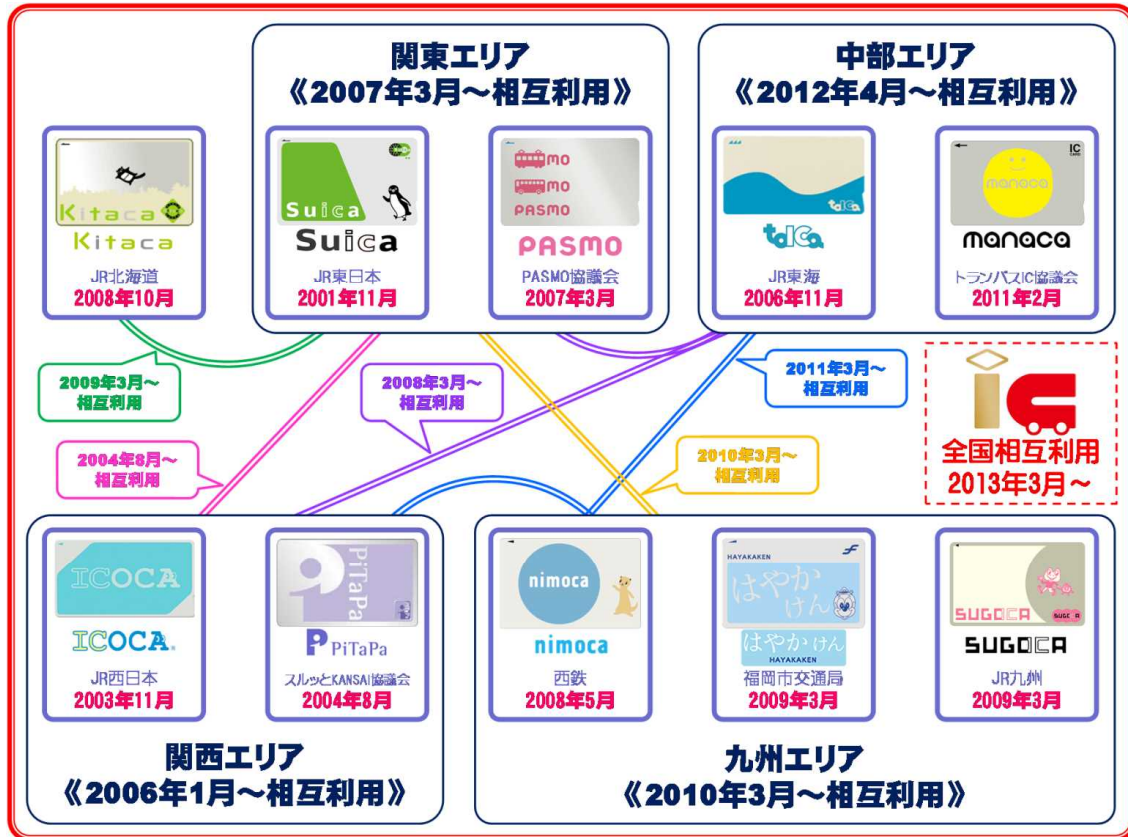 関東エリア
《2007年3月～相互利用》
中部エリア
《2012年4月～相互利用》
Kitaca
Kitaca
JR北海道
2008年10月
Suica
Suica
JR東日本
2001年11月
mo
mo
PASMO
PASMO
PASMO協議会
2007年3月
toICa
toICa
JR東海
2006年11月
IC
CARD
manaca
manaca
トランパスIC協議会
2011年2月
2009年3月～
相互利用
2008年3月～
相互利用
2011年3月～
相互利用
2004年8月～
相互利用
2010年3月～
相互利用
IC
全国相互利用
2013年3月～
ICOCA
ICOCA
JR西日本
2003年11月
PiTaPa
PiTaPa
スルッとKANSAI協議会
2004年8月
nimoca
nimoca
西鉄
2008年5月
HAYAKAKEN
はやか
けん
はやかけん
HAYAKAKEN
福岡市交通局
2009年3月
SUGOCA
SUGOCA
SUGOCA
JR九州
2009年3月
関西エリア
《2006年1月～相互利用》
九州エリア
《2010年3月～相互利用》